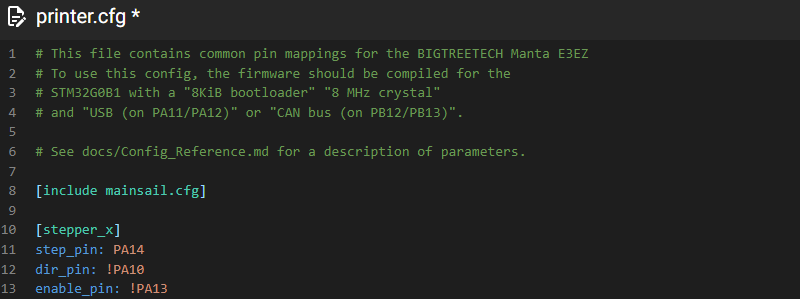 printer.cfg *
1 # This file contains common pin mappings for the BIGTREETECH Manta E3EZ
2 # To use this config, the firmware should be compiled for the
3 # STM32G0B1 with a "8KiB bootloader" "8 MHz crystal"
4 # and "USB (on PA11/PA12)" or "CAN bus (on PB12/PB13)".
5
6 # See docs/Config_Reference.md for a description of parameters.
7
8 [include mainsail.cfg]
9
10 [stepper_x]
11 step_pin: PA14
12 dir_pin: !PA10
13 enable_pin: !PA13